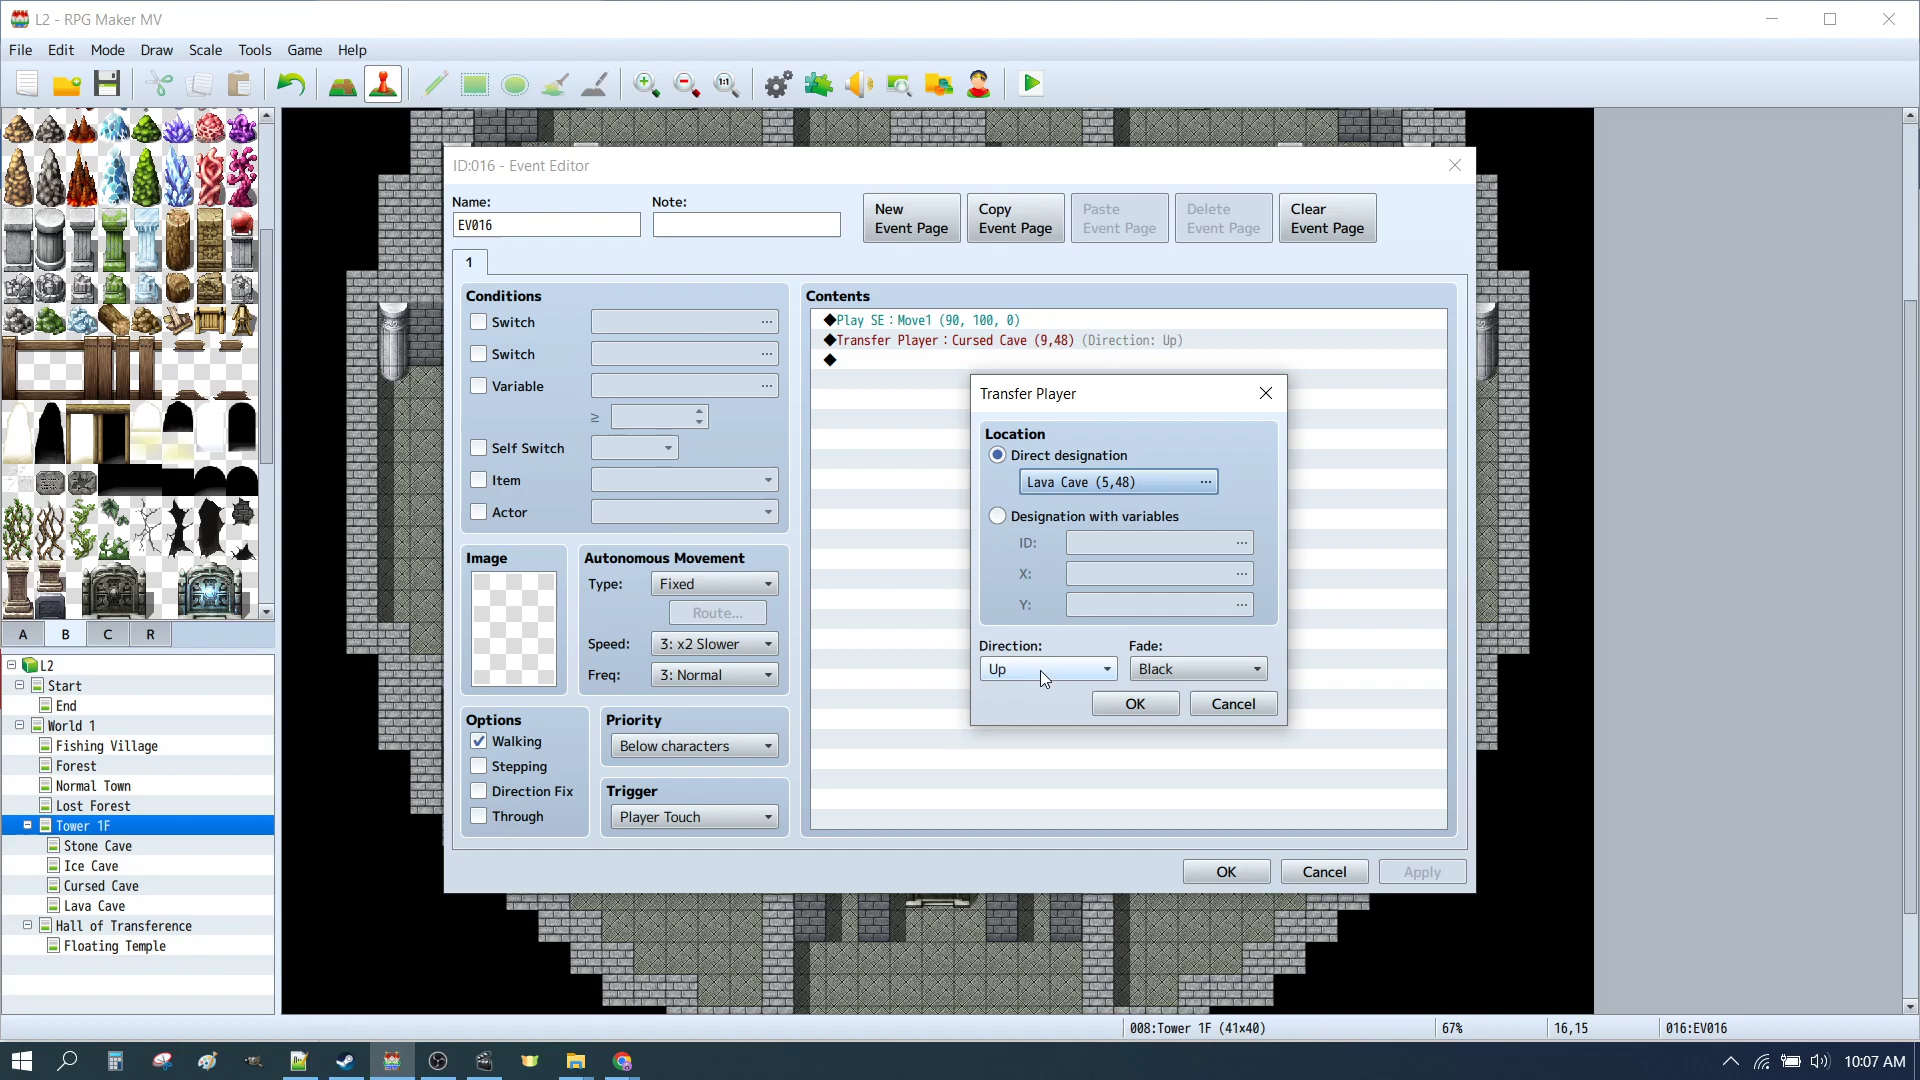 L2 - RPG Maker MV
File Edit Mode Draw Scale Tools Game Help
1:1
ID:016 - Event Editor
Name: Note:
EV016
New Event Page
Copy Event Page
Paste Event Page
Delete Event Page
Clear Event Page
1
Conditions
Switch ...
Switch ...
Variable ...
≥
Self Switch
Item
Actor
Image
Autonomous Movement
Type: Fixed
Route...
Speed: 3: x2 Slower
Freq: 3: Normal
Options
Walking
Stepping
Direction Fix
Through
Priority
Below characters
Trigger
Player Touch
Contents
◆Play SE : Move1 (90, 100, 0)
◆Transfer Player : Cursed Cave (9,48) (Direction: Up)
◆
Transfer Player
Location
Direct designation
Lava Cave (5,48) ...
Designation with variables
ID: ...
X: ...
Y: ...
Direction: Fade:
Up Black
OK Cancel
OK Cancel Apply
A B C R
L2
Start
End
World 1
Fishing Village
Forest
Normal Town
Lost Forest
Tower 1F
Stone Cave
Ice Cave
Cursed Cave
Lava Cave
Hall of Transference
Floating Temple
008:Tower 1F (41x40) 67% 16,15 016:EV016
10:07 AM